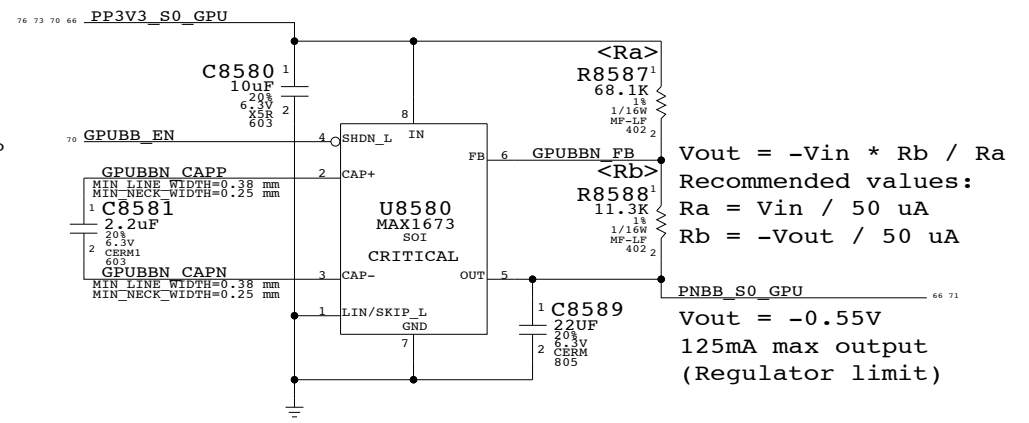 76 73 70 66 PP3V3_S0_GPU
C8580 1
10uF
20%
6.3V
X5R 2
603
<Ra>
R8587 1
68.1K
1%
1/16W
MF-LF
402 2
8
IN
70 GPUBB_EN 4 SHDN_L
FB 6 GPUBBN_FB
GPUBBN_CAPP 2 CAP+
MIN_LINE_WIDTH=0.38 mm
MIN_NECK_WIDTH=0.25 mm
1 C8581
2.2uF
20%
2 6.3V
CERM1
603
GPUBBN_CAPN 3 CAP-
MIN_LINE_WIDTH=0.38 mm
MIN_NECK_WIDTH=0.25 mm
U8580
MAX1673
SOI
CRITICAL
OUT 5
1 LIN/SKIP_L
GND
7
<Rb>
R8588 1
11.3K
1%
1/16W
MF-LF
402 2
1 C8589
22UF
20%
6.3V
2 CERM
805
Vout = -Vin * Rb / Ra
Recommended values:
Ra = Vin / 50 uA
Rb = -Vout / 50 uA
PNBB_S0_GPU 66 71
Vout = -0.55V
125mA max output
(Regulator limit)